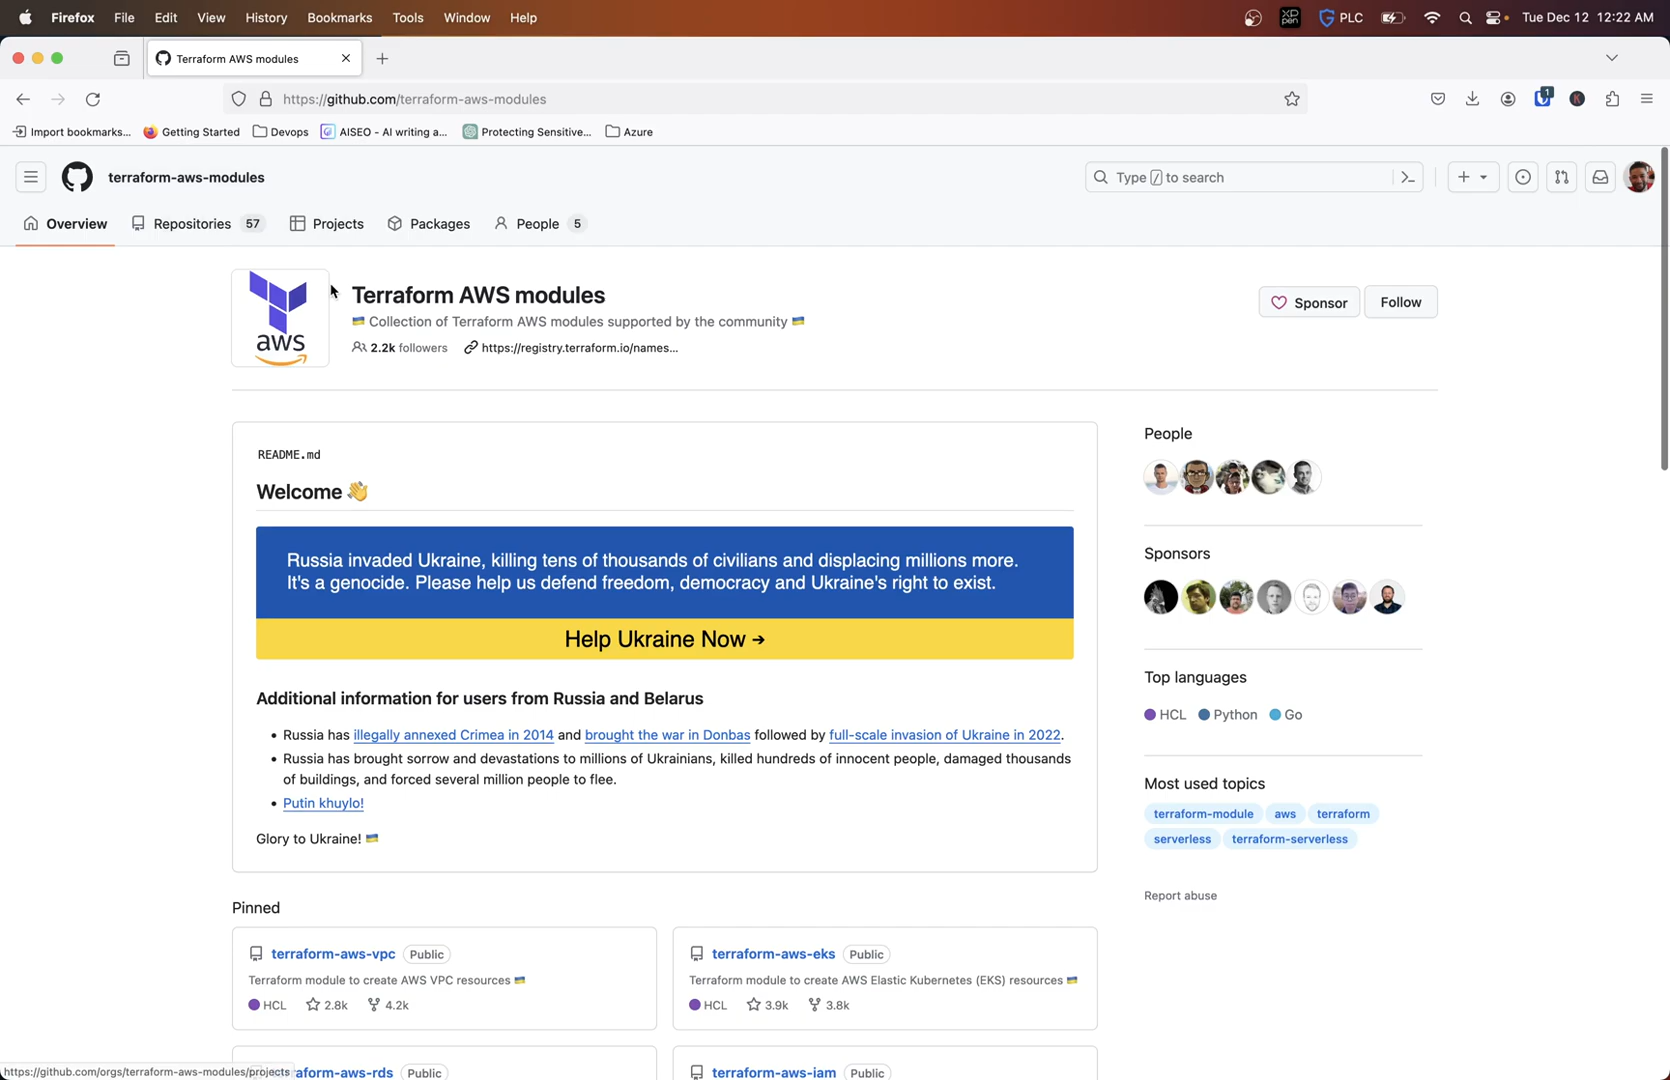 Firefox File Edit View History Bookmarks Tools Window Help
XP PEN PLC Tue Dec 12 12:22 AM
Terraform AWS modules
https://github.com/terraform-aws-modules
1 K
Import bookmarks... Getting Started Devops AISEO - AI writing a... Protecting Sensitive... Azure
terraform-aws-modules Type / to search
Overview Repositories 57 Projects Packages People 5
aws
Terraform AWS modules
Collection of Terraform AWS modules supported by the community
2.2k followers https://registry.terraform.io/names...
Sponsor Follow
README.md
Welcome 👋
Russia invaded Ukraine, killing tens of thousands of civilians and displacing millions more.
It's a genocide. Please help us defend freedom, democracy and Ukraine's right to exist.
Help Ukraine Now →
Additional information for users from Russia and Belarus
• Russia has illegally annexed Crimea in 2014 and brought the war in Donbas followed by full-scale invasion of Ukraine in 2022.
• Russia has brought sorrow and devastations to millions of Ukrainians, killed hundreds of innocent people, damaged thousands
of buildings, and forced several million people to flee.
• Putin khuylo!
Glory to Ukraine! 🇺🇦
People
Sponsors
Top languages
HCL Python Go
Most used topics
terraform-module aws terraform
serverless terraform-serverless
Report abuse
Pinned
terraform-aws-vpc Public
Terraform module to create AWS VPC resources 🇺🇦
HCL 2.8k 4.2k
terraform-aws-eks Public
Terraform module to create AWS Elastic Kubernetes (EKS) resources 🇺🇦
HCL 3.9k 3.8k
aform-aws-rds Public
terraform-aws-iam Public
https://github.com/orgs/terraform-aws-modules/projects